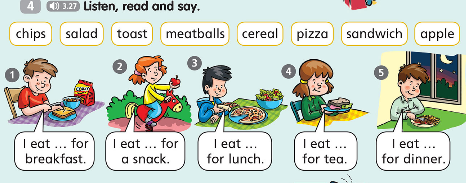 4 3.27 Listen, read and say.
chips salad toast meatballs cereal pizza sandwich apple
1
2
3
4
5
I eat ... for
breakfast.
I eat ... for
a snack.
I eat ...
for lunch.
I eat ...
for tea.
I eat ...
for dinner.